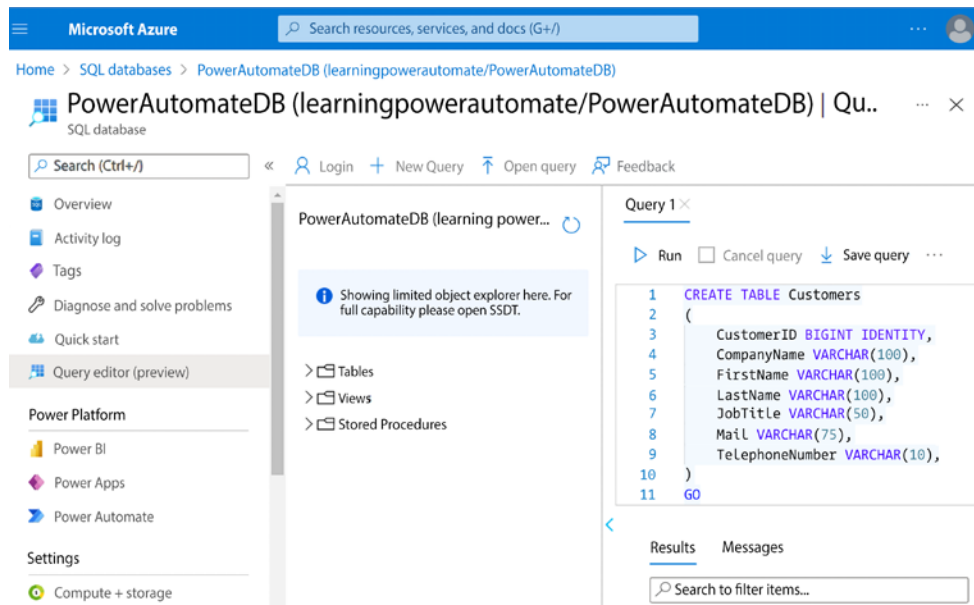 Microsoft Azure
Search resources, services, and docs (G+/)
...
Home > SQL databases > PowerAutomateDB (learningpowerautomate/PowerAutomateDB)
PowerAutomateDB (learningpowerautomate/PowerAutomateDB) | Qu..
...
SQL database
Search (Ctrl+/)
«
Login
New Query
Open query
Feedback
Overview
Activity log
Tags
Diagnose and solve problems
Quick start
Query editor (preview)
Power Platform
Power BI
Power Apps
Power Automate
Settings
Compute + storage
PowerAutomateDB (learning power...
Showing limited object explorer here. For
full capability please open SSDT.
Tables
Views
Stored Procedures
Query 1
Run
Cancel query
Save query
...
1 CREATE TABLE Customers
2 (
3 CustomerID BIGINT IDENTITY,
4 CompanyName VARCHAR(100),
5 FirstName VARCHAR(100),
6 LastName VARCHAR(100),
7 JobTitle VARCHAR(50),
8 Mail VARCHAR(75),
9 TelephoneNumber VARCHAR(10),
10 )
11 GO
Results
Messages
Search to filter items...